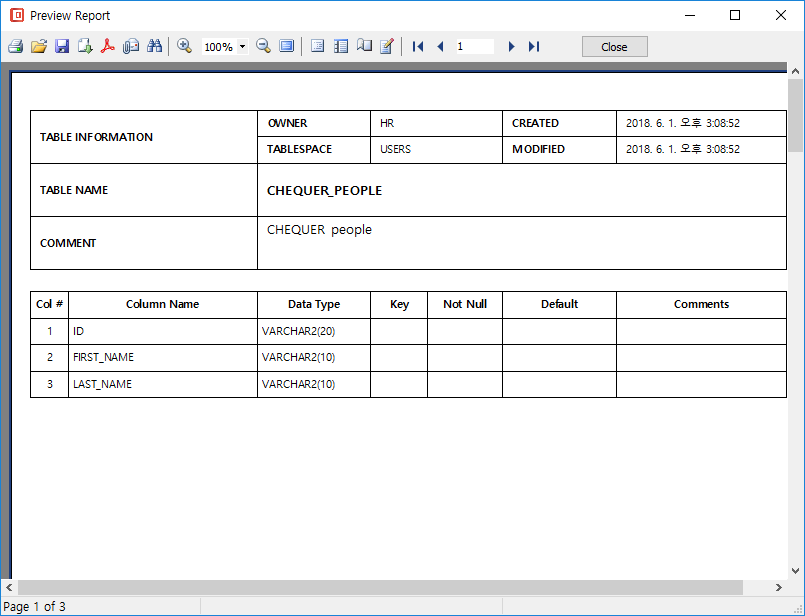 Preview Report
100%
1
Close
TABLE INFORMATION
OWNER HR CREATED 2018. 6. 1. 오후 3:08:52
TABLESPACE USERS MODIFIED 2018. 6. 1. 오후 3:08:52
TABLE NAME CHEQUER_PEOPLE
COMMENT CHEQUER people
Col # Column Name Data Type Key Not Null Default Comments
1 ID VARCHAR2(20)
2 FIRST_NAME VARCHAR2(10)
3 LAST_NAME VARCHAR2(10)
Page 1 of 3